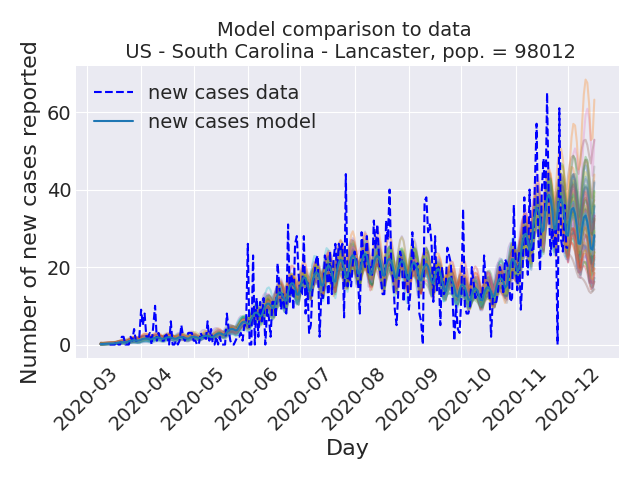 Model comparison to data
US - South Carolina - Lancaster, pop. = 98012
Number of new cases reported
60
40
20
0
new cases data
new cases model
2020-03
2020-04
2020-05
2020-06
2020-07
2020-08
2020-09
2020-10
2020-11
2020-12
Day